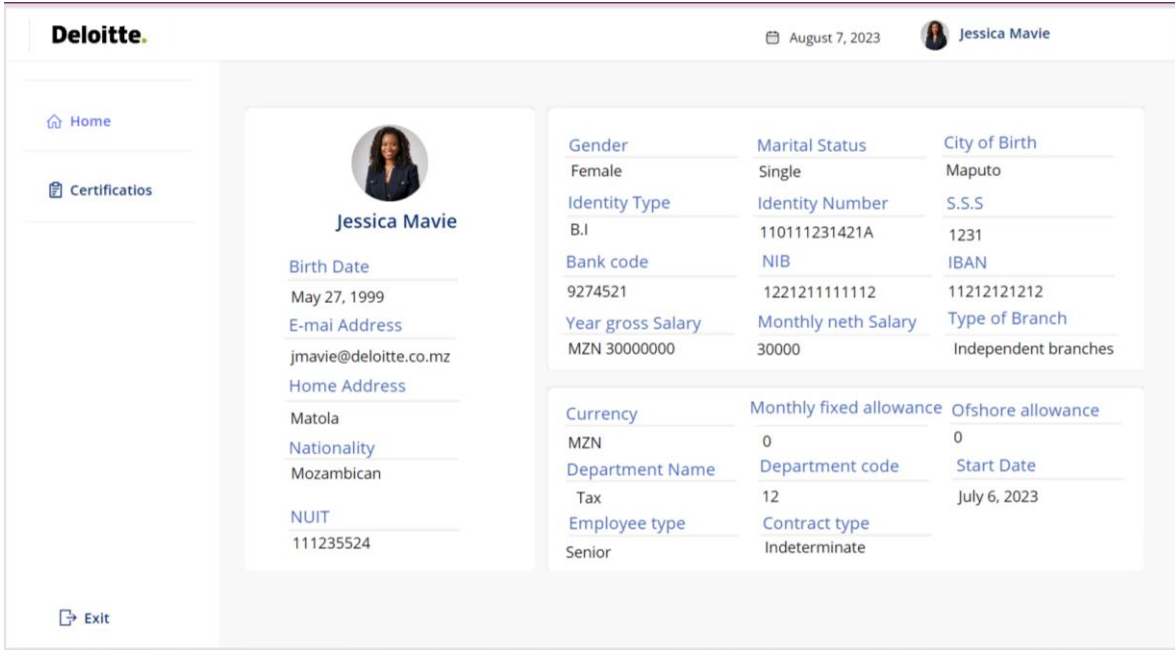 Deloitte.
August 7, 2023
Jessica Mavie
Home
Certificatios
Exit
Jessica Mavie
Birth Date
May 27, 1999
E-mai Address
jmavie@deloitte.co.mz
Home Address
Matola
Nationality
Mozambican
NUIT
111235524
Gender Marital Status City of Birth
Female Single Maputo
Identity Type Identity Number S.S.S
B.I 110111231421A 1231
Bank code NIB IBAN
9274521 1221211111112 11212121212
Year gross Salary Monthly neth Salary Type of Branch
MZN 30000000 30000 Independent branches
Currency Monthly fixed allowance Ofshore allowance
MZN 0 0
Department Name Department code Start Date
Tax 12 July 6, 2023
Employee type Contract type
Senior Indeterminate